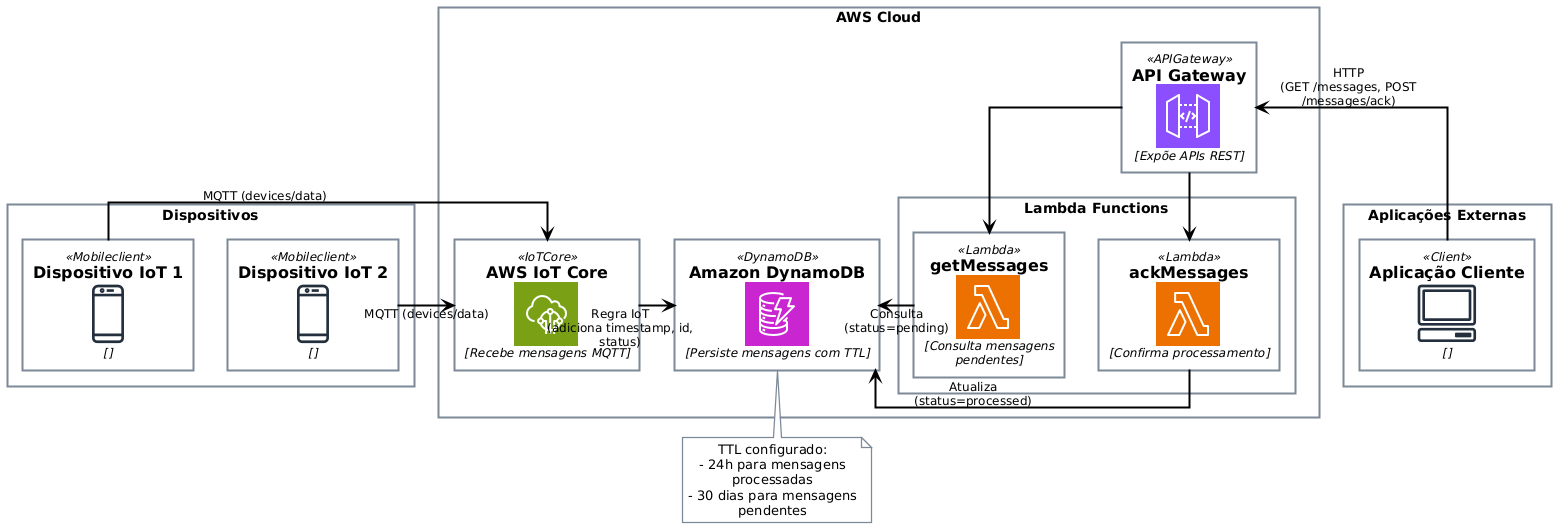 AWS Cloud
«APIGateway»
API Gateway
[Expõe APIs REST]
HTTP
(GET /messages, POST
/messages/ack)
MQTT (devices/data)
Dispositivos
«Mobileclient»
Dispositivo IoT 1
[]
«Mobileclient»
Dispositivo IoT 2
[]
MQTT (devices/data)
«IoTCore»
AWS IoT Core
[Recebe mensagens MQTT]
Regra IoT
(adiciona timestamp, id,
status)
«DynamoDB»
Amazon DynamoDB
[Persiste mensagens com TTL]
Consulta
(status=pending)
Lambda Functions
«Lambda»
getMessages
[Consulta mensagens
pendentes]
«Lambda»
ackMessages
[Confirma processamento]
Atualiza
(status=processed)
Aplicações Externas
«Client»
Aplicação Cliente
[]
TTL configurado:
- 24h para mensagens
processadas
- 30 dias para mensagens
pendentes